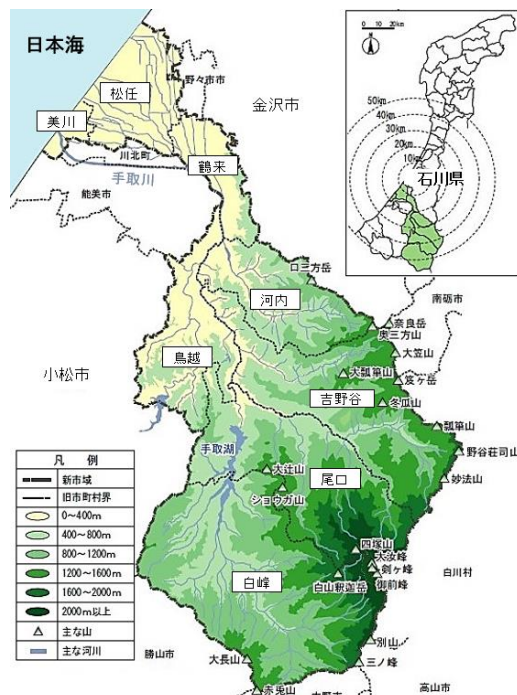 日本海
松任
野々市市
金沢市
美川
川北町
鶴来
手取川
能美市
口三方岳
河内
南砺市
奈良岳
奥三方山
鳥越
大笠山
小松市
大瓢箪山
笈ヶ岳
吉野谷
冬瓜山
瓢箪山
手取湖
野谷荘司山
大辻山
尾口
妙法山
ショウガ山
四塚山
大汝峰
剣ヶ峰
白川村
白峰
御前峰
白山釈迦岳
別山
勝山市
大長山
三ノ峰
赤兎山
大野市
高山市
凡 例
新市域
旧市町村界
0~400m
400~800m
800~1200m
1200~1600m
1600~2000m
2000m以上
主な山
主な河川
0 10 20km
N
50km
40km
30km
20km
10km
石川県